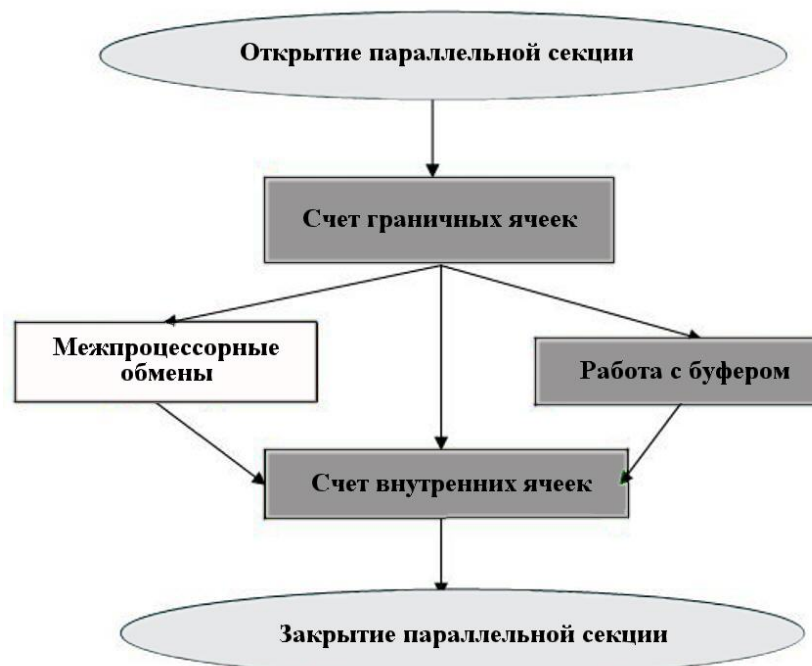 Открытие параллельной секции
Счет граничных ячеек
Межпроцессорные
обмены
Работа с буфером
Счет внутренних ячеек
Закрытие параллельной секции